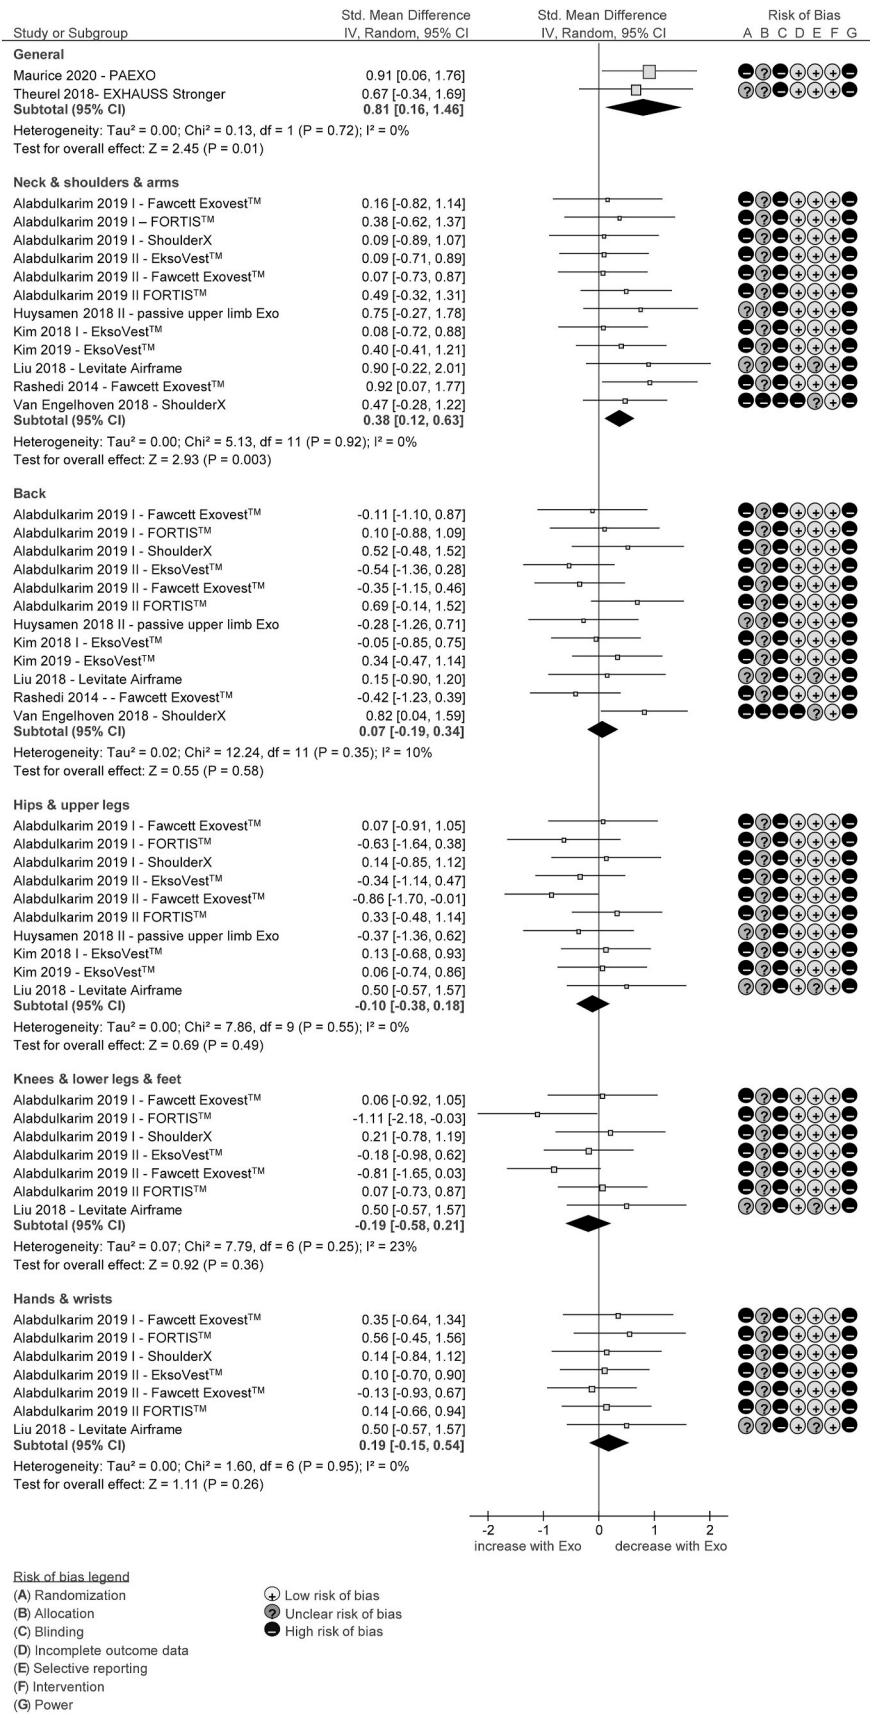 Std. Mean Difference Std. Mean Difference Risk of Bias
Study or Subgroup IV, Random, 95% CI IV, Random, 95% CI A B C D E F G
General
Maurice 2020 - PAEXO 0.91 [0.06, 1.76] − ? − + + + −
Theurel 2018- EXHAUSS Stronger 0.67 [-0.34, 1.69] ? ? − + + + −
Subtotal (95% CI) 0.81 [0.16, 1.46]
Heterogeneity: Tau² = 0.00; Chi² = 0.13, df = 1 (P = 0.72); I² = 0%
Test for overall effect: Z = 2.45 (P = 0.01)
Neck & shoulders & arms
Alabdulkarim 2019 I - Fawcett Exovest™ 0.16 [-0.82, 1.14] − ? − + + + −
Alabdulkarim 2019 I – FORTIS™ 0.38 [-0.62, 1.37] − ? − + + + −
Alabdulkarim 2019 I - ShoulderX 0.09 [-0.89, 1.07] − ? − + + + −
Alabdulkarim 2019 II - EksoVest™ 0.09 [-0.71, 0.89] − ? − + + + −
Alabdulkarim 2019 II - Fawcett Exovest™ 0.07 [-0.73, 0.87] − ? − + + + −
Alabdulkarim 2019 II FORTIS™ 0.49 [-0.32, 1.31] − ? − + + + −
Huysamen 2018 II - passive upper limb Exo 0.75 [-0.27, 1.78] ? ? − + + + −
Kim 2018 I - EksoVest™ 0.08 [-0.72, 0.88] − ? − + + + −
Kim 2019 - EksoVest™ 0.40 [-0.41, 1.21] − ? − + + + −
Liu 2018 - Levitate Airframe 0.90 [-0.22, 2.01] ? ? − + ? + −
Rashedi 2014 - Fawcett Exovest™ 0.92 [0.07, 1.77] − ? − + + + −
Van Engelhoven 2018 - ShoulderX 0.47 [-0.28, 1.22] − − − − ? + −
Subtotal (95% CI) 0.38 [0.12, 0.63]
Heterogeneity: Tau² = 0.00; Chi² = 5.13, df = 11 (P = 0.92); I² = 0%
Test for overall effect: Z = 2.93 (P = 0.003)
Back
Alabdulkarim 2019 I - Fawcett Exovest™ -0.11 [-1.10, 0.87] − ? − + + + −
Alabdulkarim 2019 I - FORTIS™ 0.10 [-0.88, 1.09] − ? − + + + −
Alabdulkarim 2019 I - ShoulderX 0.52 [-0.48, 1.52] − ? − + + + −
Alabdulkarim 2019 II - EksoVest™ -0.54 [-1.36, 0.28] − ? − + + + −
Alabdulkarim 2019 II - Fawcett Exovest™ -0.35 [-1.15, 0.46] − ? − + + + −
Alabdulkarim 2019 II FORTIS™ 0.69 [-0.14, 1.52] − ? − + + + −
Huysamen 2018 II - passive upper limb Exo -0.28 [-1.26, 0.71] ? ? − + + + −
Kim 2018 I - EksoVest™ -0.05 [-0.85, 0.75] − ? − + + + −
Kim 2019 - EksoVest™ 0.34 [-0.47, 1.14] − ? − + + + −
Liu 2018 - Levitate Airframe 0.15 [-0.90, 1.20] ? ? − + ? + −
Rashedi 2014 - - Fawcett Exovest™ -0.42 [-1.23, 0.39] − ? − + + + −
Van Engelhoven 2018 - ShoulderX 0.82 [0.04, 1.59] − − − − ? + −
Subtotal (95% CI) 0.07 [-0.19, 0.34]
Heterogeneity: Tau² = 0.02; Chi² = 12.24, df = 11 (P = 0.35); I² = 10%
Test for overall effect: Z = 0.55 (P = 0.58)
Hips & upper legs
Alabdulkarim 2019 I - Fawcett Exovest™ 0.07 [-0.91, 1.05] − ? − + + + −
Alabdulkarim 2019 I - FORTIS™ -0.63 [-1.64, 0.38] − ? − + + + −
Alabdulkarim 2019 I - ShoulderX 0.14 [-0.85, 1.12] − ? − + + + −
Alabdulkarim 2019 II - EksoVest™ -0.34 [-1.14, 0.47] − ? − + + + −
Alabdulkarim 2019 II - Fawcett Exovest™ -0.86 [-1.70, -0.01] − ? − + + + −
Alabdulkarim 2019 II FORTIS™ 0.33 [-0.48, 1.14] − ? − + + + −
Huysamen 2018 II - passive upper limb Exo -0.37 [-1.36, 0.62] ? ? − + + + −
Kim 2018 I - EksoVest™ 0.13 [-0.68, 0.93] − ? − + + + −
Kim 2019 - EksoVest™ 0.06 [-0.74, 0.86] − ? − + + + −
Liu 2018 - Levitate Airframe 0.50 [-0.57, 1.57] ? ? − + ? + −
Subtotal (95% CI) -0.10 [-0.38, 0.18]
Heterogeneity: Tau² = 0.00; Chi² = 7.86, df = 9 (P = 0.55); I² = 0%
Test for overall effect: Z = 0.69 (P = 0.49)
Knees & lower legs & feet
Alabdulkarim 2019 I - Fawcett Exovest™ 0.06 [-0.92, 1.05] − ? − + + + −
Alabdulkarim 2019 I - FORTIS™ -1.11 [-2.18, -0.03] − ? − + + + −
Alabdulkarim 2019 I - ShoulderX 0.21 [-0.78, 1.19] − ? − + + + −
Alabdulkarim 2019 II - EksoVest™ -0.18 [-0.98, 0.62] − ? − + + + −
Alabdulkarim 2019 II - Fawcett Exovest™ -0.81 [-1.65, 0.03] − ? − + + + −
Alabdulkarim 2019 II FORTIS™ 0.07 [-0.73, 0.87] − ? − + + + −
Liu 2018 - Levitate Airframe 0.50 [-0.57, 1.57] ? ? − + ? + −
Subtotal (95% CI) -0.19 [-0.58, 0.21]
Heterogeneity: Tau² = 0.07; Chi² = 7.79, df = 6 (P = 0.25); I² = 23%
Test for overall effect: Z = 0.92 (P = 0.36)
Hands & wrists
Alabdulkarim 2019 I - Fawcett Exovest™ 0.35 [-0.64, 1.34] − ? − + + + −
Alabdulkarim 2019 I - FORTIS™ 0.56 [-0.45, 1.56] − ? − + + + −
Alabdulkarim 2019 I - ShoulderX 0.14 [-0.84, 1.12] − ? − + + + −
Alabdulkarim 2019 II - EksoVest™ 0.10 [-0.70, 0.90] − ? − + + + −
Alabdulkarim 2019 II - Fawcett Exovest™ -0.13 [-0.93, 0.67] − ? − + + + −
Alabdulkarim 2019 II FORTIS™ 0.14 [-0.66, 0.94] − ? − + + + −
Liu 2018 - Levitate Airframe 0.50 [-0.57, 1.57] ? ? − + ? + −
Subtotal (95% CI) 0.19 [-0.15, 0.54]
Heterogeneity: Tau² = 0.00; Chi² = 1.60, df = 6 (P = 0.95); I² = 0%
Test for overall effect: Z = 1.11 (P = 0.26)
-2 -1 0 1 2
increase with Exo decrease with Exo
Risk of bias legend
(A) Randomization + Low risk of bias
(B) Allocation ? Unclear risk of bias
(C) Blinding − High risk of bias
(D) Incomplete outcome data
(E) Selective reporting
(F) Intervention
(G) Power